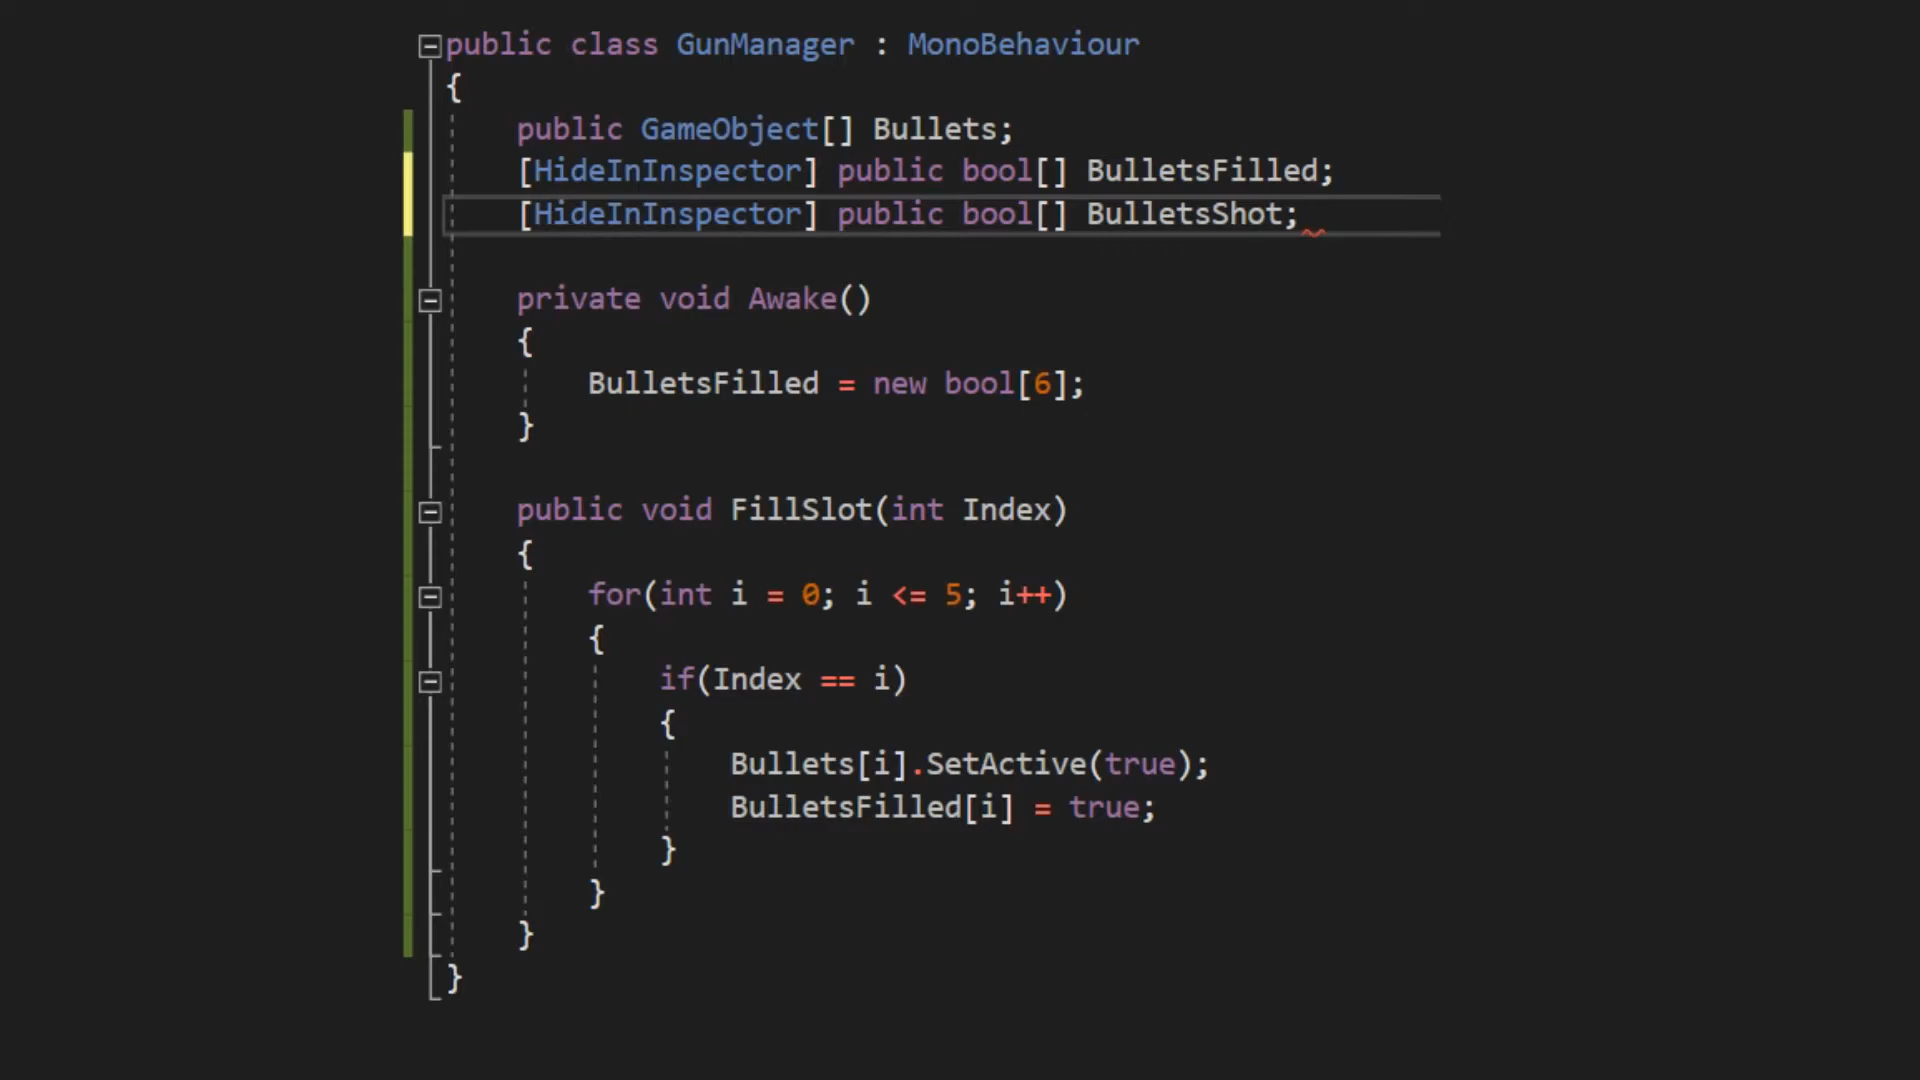 public class GunManager : MonoBehaviour
{
public GameObject[] Bullets;
[HideInInspector] public bool[] BulletsFilled;
[HideInInspector] public bool[] BulletsShot;
private void Awake()
{
BulletsFilled = new bool[6];
}
public void FillSlot(int Index)
{
for(int i = 0; i <= 5; i++)
{
if(Index == i)
{
Bullets[i].SetActive(true);
BulletsFilled[i] = true;
}
}
}
}